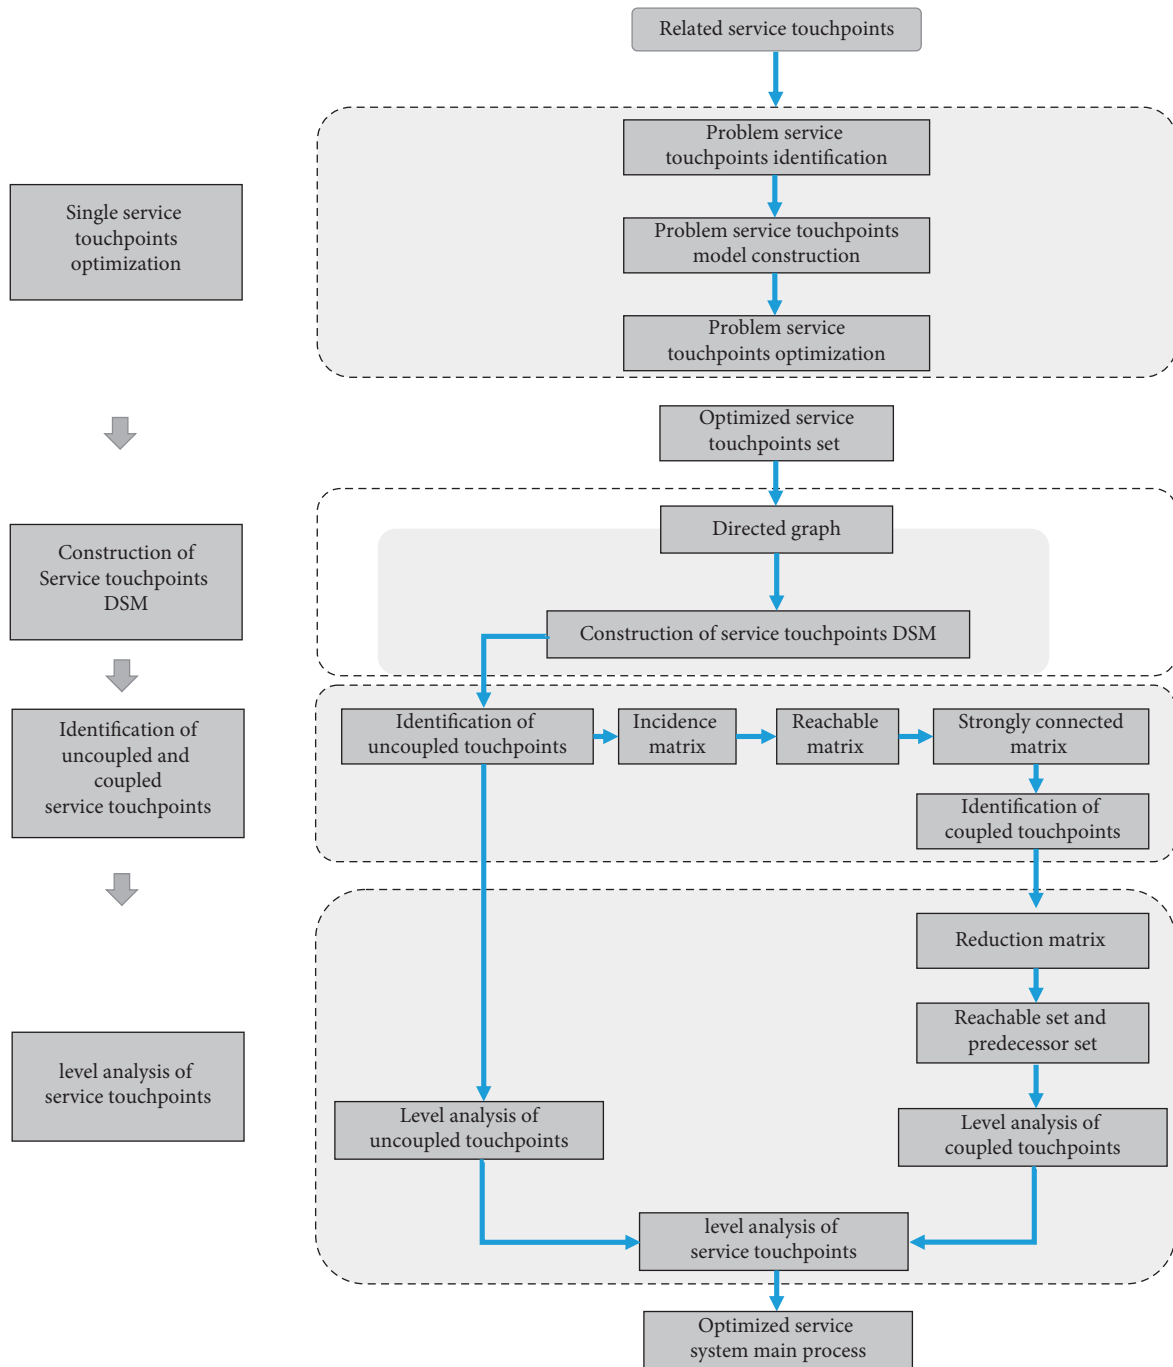 Related service touchpoints
Problem service
touchpoints identification
Single service
touchpoints
optimization
Problem service touchpoints
model construction
Problem service
touchpoints optimization
Optimized service
touchpoints set
Directed graph
Construction of
Service touchpoints
DSM
Construction of service touchpoints DSM
Identification of
uncoupled and
coupled
service touchpoints
Identification of
uncoupled touchpoints
Incidence
matrix
Reachable
matrix
Strongly connected
matrix
Identification of
coupled touchpoints
Reduction matrix
Reachable set and
predecessor set
level analysis of
service touchpoints
Level analysis of
uncoupled touchpoints
Level analysis of
coupled touchpoints
level analysis of
service touchpoints
Optimized service
system main process